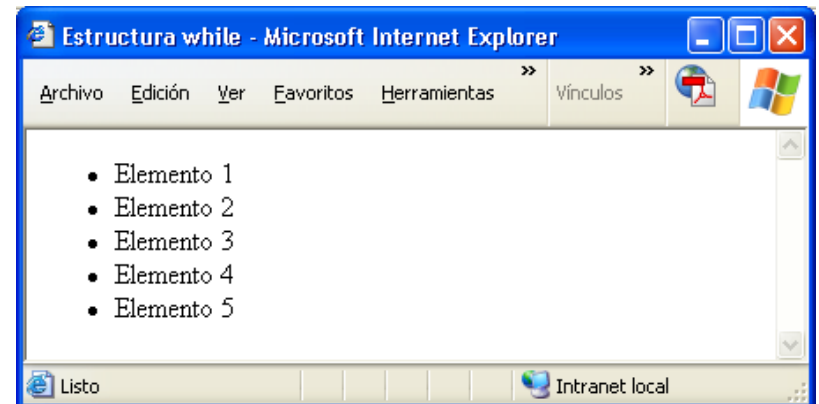 Estructura while - Microsoft Internet Explorer
Archivo Edición Ver Favoritos Herramientas » Vínculos »
• Elemento 1
• Elemento 2
• Elemento 3
• Elemento 4
• Elemento 5
Listo Intranet local